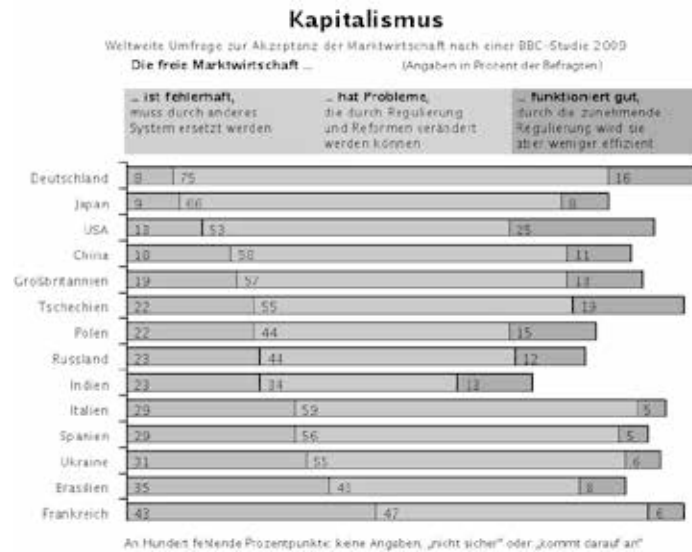 Kapitalismus
Weltweite Umfrage zur Akzeptanz der Marktwirtschaft nach einer BBC-Studie 2009
Die freie Marktwirtschaft ... (Angaben in Prozent der Befragten)
... ist fehlerhaft, ... hat Probleme, ... funktioniert gut,
muss durch anderes die durch Regulierung durch die zunehmende
System ersetzt werden und Reformen verändert Regulierung wird sie
werden können aber weniger effizient
Deutschland 8 75 16
Japan 9 66 8
USA 13 53 25
China 18 58 11
Großbritannien 19 57 13
Tschechien 22 55 19
Polen 22 44 15
Russland 23 44 12
Indien 23 34 13
Italien 29 59 5
Spanien 29 56 5
Ukraine 31 55 6
Brasilien 35 43 8
Frankreich 43 47 6
An Hundert fehlende Prozentpunkte: keine Angaben, „nicht sicher" oder „kommt darauf an"